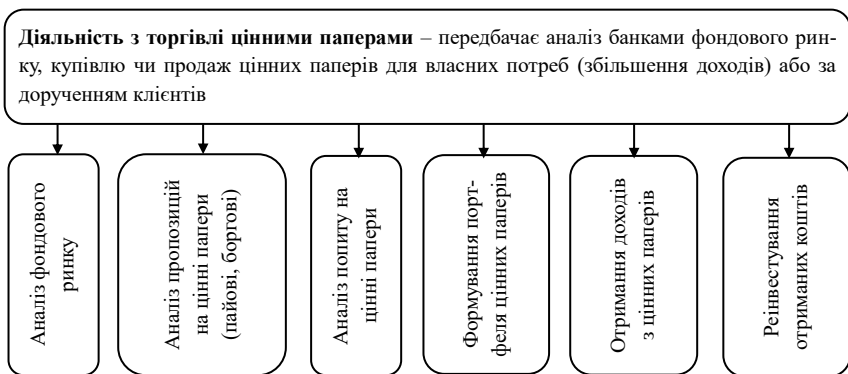 Діяльність з торгівлі цінними паперами – передбачає аналіз банками фондового рин-
ку, купівлю чи продаж цінних паперів для власних потреб (збільшення доходів) або за
дорученням клієнтів
Аналіз фондового
ринку
Аналіз пропозицій
на цінні папери
(пайові, боргові)
Аналіз попиту на
цінні папери
Формування порт-
феля цінних паперів
Отримання доходів
з цінних паперів
Реінвестування
отриманих коштів